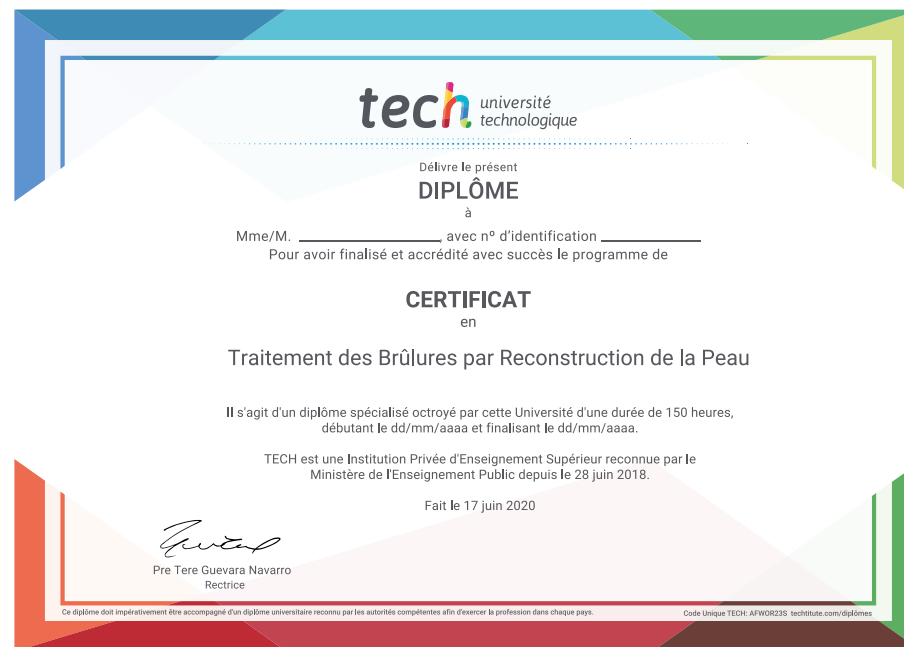 tech université
technologique
Délivre le présent
DIPLÔME
à
Mme/M. ____________________, avec nº d'identification ______________
Pour avoir finalisé et accrédité avec succès le programme de
CERTIFICAT
en
Traitement des Brûlures par Reconstruction de la Peau
Il s'agit d'un diplôme spécialisé octroyé par cette Université d'une durée de 150 heures,
débutant le dd/mm/aaaa et finalisant le dd/mm/aaaa.
TECH est une Institution Privée d'Enseignement Supérieur reconnue par le
Ministère de l'Enseignement Public depuis le 28 juin 2018.
Fait le 17 juin 2020
Pre Tere Guevara Navarro
Rectrice
Ce diplôme doit impérativement être accompagné d'un diplôme universitaire reconnu par les autorités compétentes afin d'exercer la profession dans chaque pays.
Code Unique TECH: AFWOR23S techtitute.com/diplômes